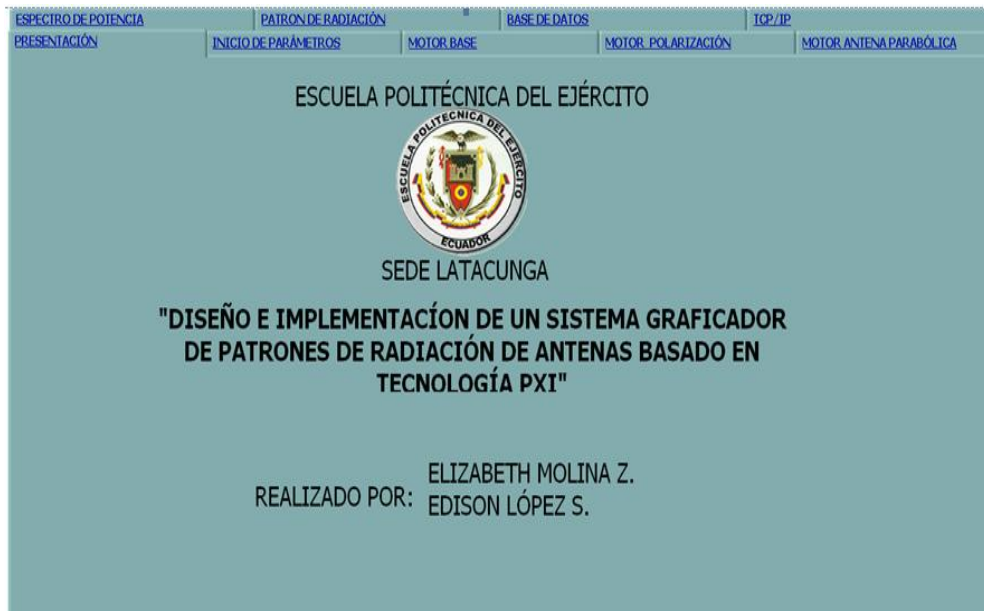 ESPECTRO DE POTENCIA PATRON DE RADIACIÓN BASE DE DATOS TCP/IP
PRESENTACIÓN INICIO DE PARÁMETROS MOTOR BASE MOTOR POLARIZACIÓN MOTOR ANTENA PARABÓLICA
ESCUELA POLITÉCNICA DEL EJÉRCITO
ESCUELA POLITECNICA DEL EJERCITO
ECUADOR
SEDE LATACUNGA
"DISEÑO E IMPLEMENTACÍON DE UN SISTEMA GRAFICADOR
DE PATRONES DE RADIACIÓN DE ANTENAS BASADO EN
TECNOLOGÍA PXI"
REALIZADO POR:
ELIZABETH MOLINA Z.
EDISON LÓPEZ S.